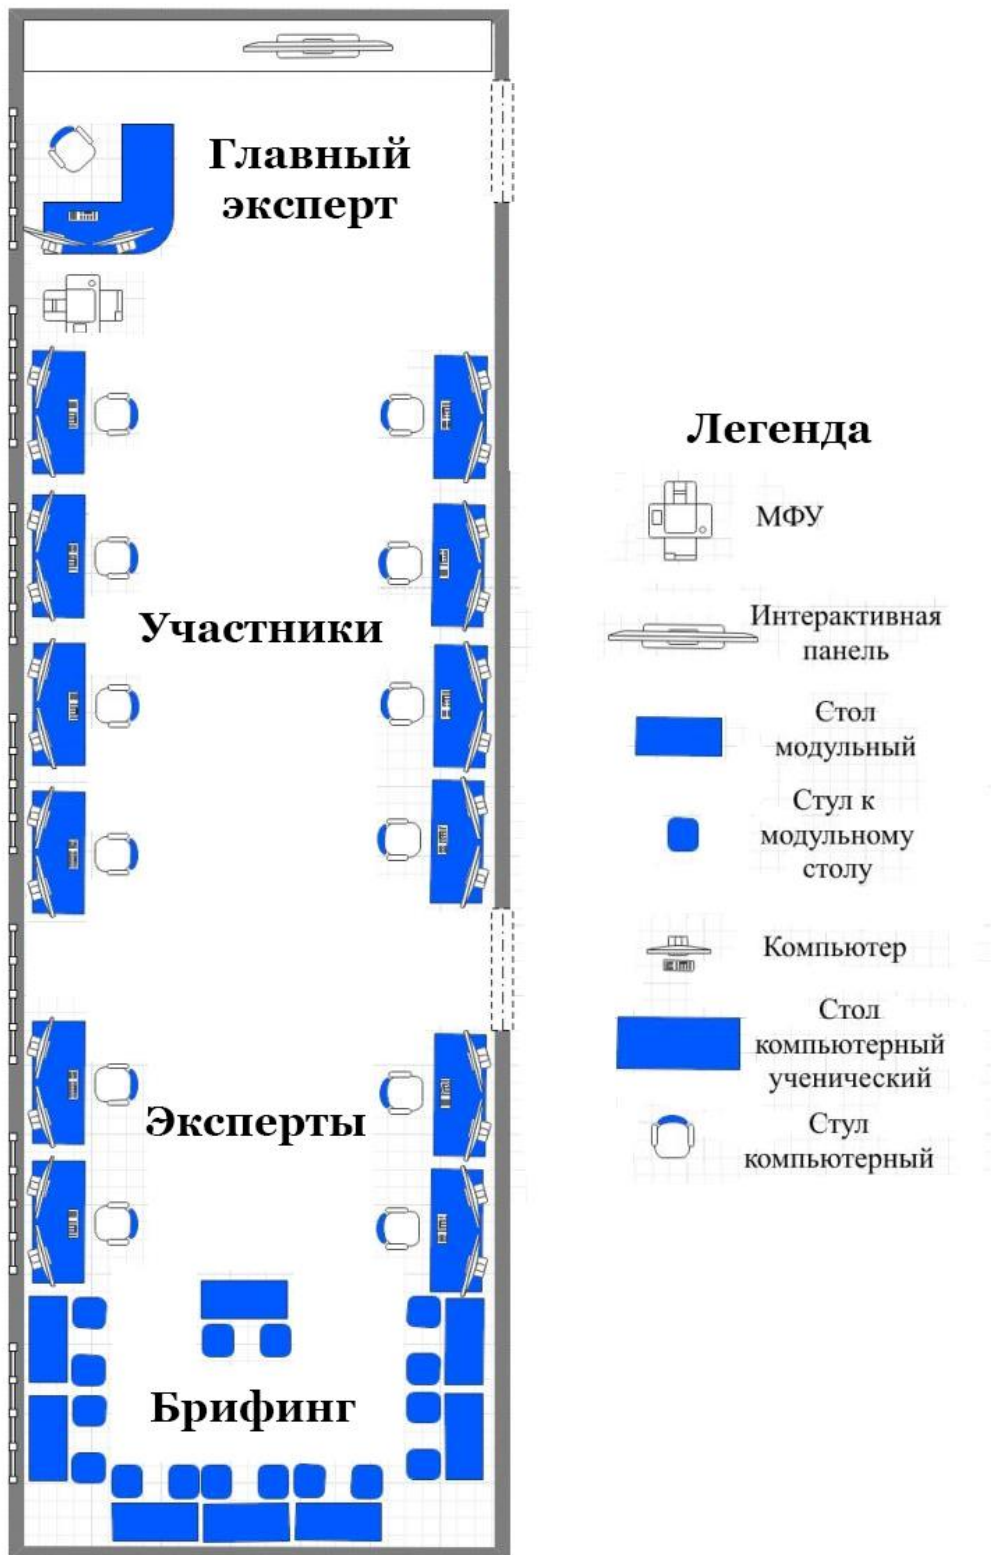 Главный
эксперт
Участники
Эксперты
Брифинг
Легенда
МФУ
Интерактивная
панель
Стол
модульный
Стул к
модульному
столу
Компьютер
Стол
компьютерный
ученический
Стул
компьютерный